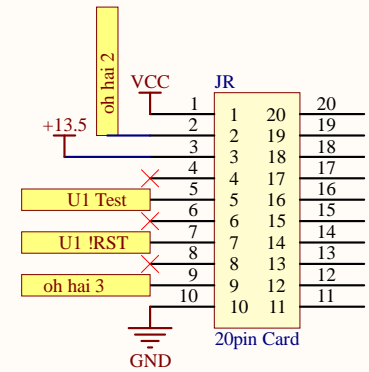 oh hai 2
VCC
JR
+13.5
1 1 20 20
2 2 19 19
3 3 18 18
4 4 17 17
U1 Test 5 5 16 16
6 6 15 15
U1 !RST 7 7 14 14
8 8 13 13
oh hai 3 9 9 12 12
10 10 11 11
GND
20pin Card